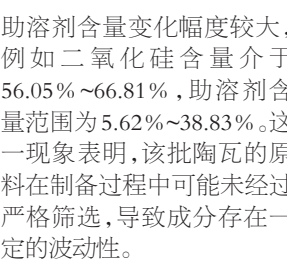 助溶剂含量变化幅度较大，
例如二氧化硅含量介于
56.05%~66.81%，助溶剂含
量范围为5.62%~38.83%。这
一现象表明，该批陶瓦的原
料在制备过程中可能未经过
严格筛选，导致成分存在一
定的波动性。